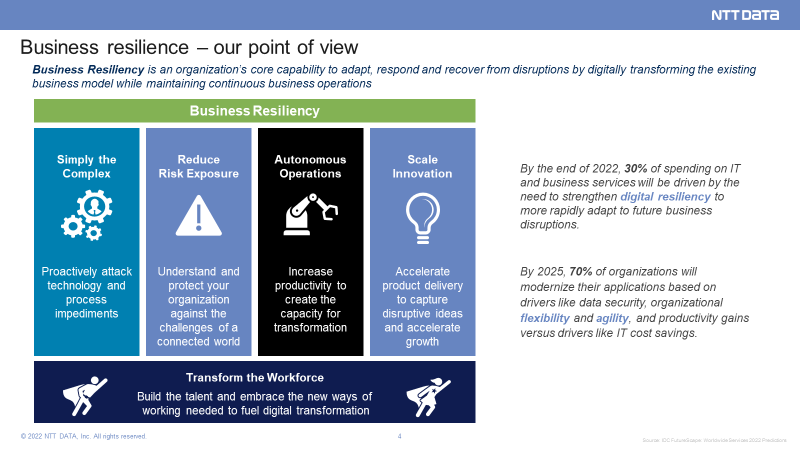 NTT DATA
Business resilience – our point of view
Business Resiliency is an organization's core capability to adapt, respond and recover from disruptions by digitally transforming the existing
business model while maintaining continuous business operations
Business Resiliency
Simply the
Complex
Proactively attack
technology and
process
impediments
Reduce
Risk Exposure
Understand and
protect your
organization
against the
challenges of a
connected world
Autonomous
Operations
Increase
productivity to
create the
capacity for
transformation
Scale
Innovation
Accelerate
product delivery
to capture
disruptive ideas
and accelerate
growth
Transform the Workforce
Build the talent and embrace the new ways of
working needed to fuel digital transformation
By the end of 2022, 30% of spending on IT
and business services will be driven by the
need to strengthen digital resiliency to
more rapidly adapt to future business
disruptions.
By 2025, 70% of organizations will
modernize their applications based on
drivers like data security, organizational
flexibility and agility, and productivity gains
versus drivers like IT cost savings.
© 2022 NTT DATA, Inc. All rights reserved
4
Source: IDC FutureScape: Worldwide Services 2022 Predictions